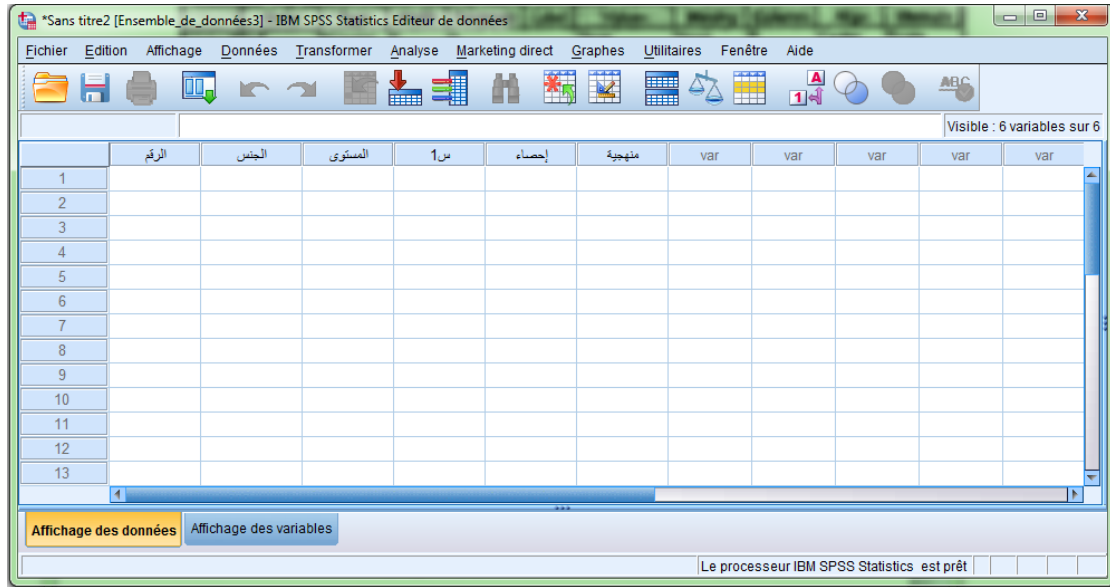 *Sans titre2 [Ensemble_de_données3] - IBM SPSS Statistics Editeur de données
Fichier Edition Affichage Données Transformer Analyse Marketing direct Graphes Utilitaires Fenêtre Aide
A
1
ABC
Visible : 6 variables sur 6
الرقم الجنس المستوى س1 إحصاء منهجية var var var var var
1
2
3
4
5
6
7
8
9
10
11
12
13
Affichage des données Affichage des variables
Le processeur IBM SPSS Statistics est prêt